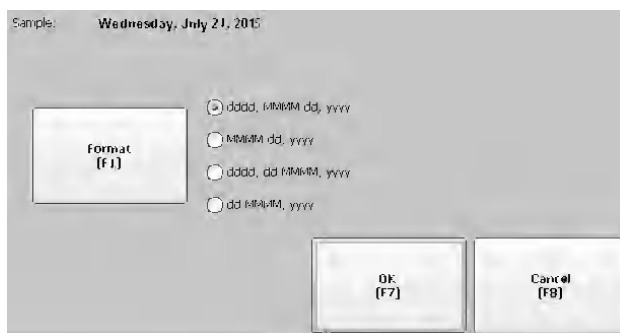 Sample: Wednesday, July 21, 2015
dddd, MMMM dd, yyyy
MMMM dd, yyyy
Format
[F1]
dddd, dd MMMM, yyyy
dd MMMM, yyyy
OK
[F7]
Cancel
[F8]